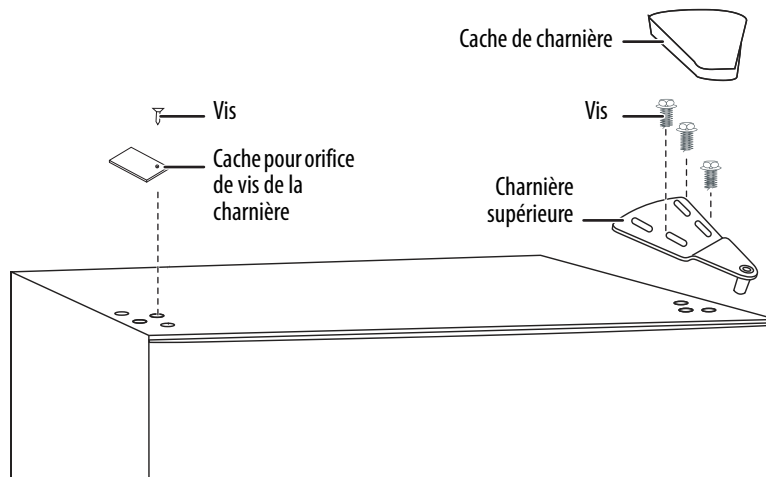 Cache de charnière
Vis
Vis
Cache pour orifice
de vis de la
charnière
Charnière
supérieure